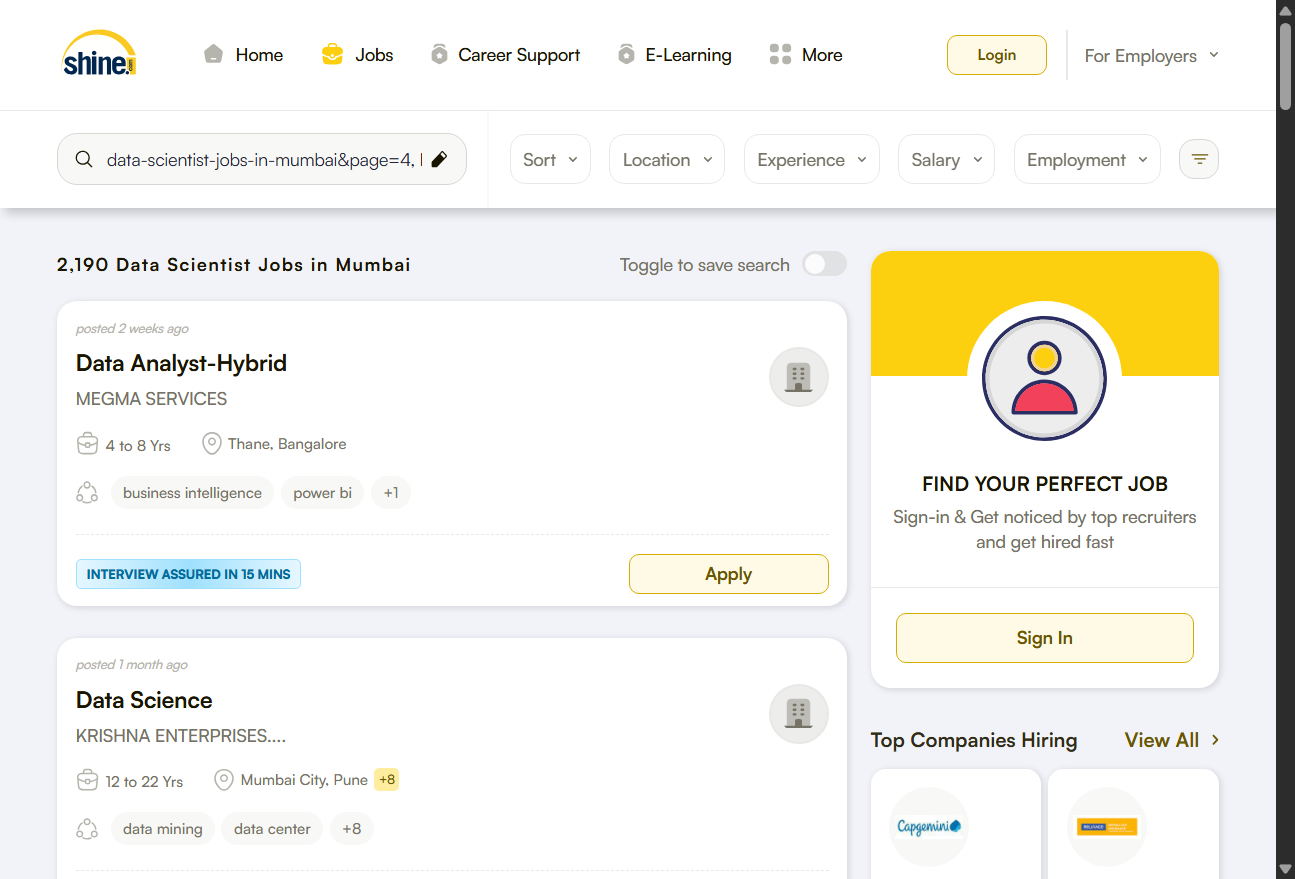 shine.com
Home
Jobs
Career Support
E-Learning
More
Login
For Employers
data-scientist-jobs-in-mumbai&page=4, l
Sort
Location
Experience
Salary
Employment
2,190 Data Scientist Jobs in Mumbai
Toggle to save search
posted 2 weeks ago
Data Analyst-Hybrid
MEGMA SERVICES
4 to 8 Yrs
Thane, Bangalore
business intelligence
power bi
+1
INTERVIEW ASSURED IN 15 MINS
Apply
posted 1 month ago
Data Science
KRISHNA ENTERPRISES....
12 to 22 Yrs
Mumbai City, Pune +8
data mining
data center
+8
FIND YOUR PERFECT JOB
Sign-in & Get noticed by top recruiters
and get hired fast
Sign In
Top Companies Hiring
View All
Capgemini
RELIANCE